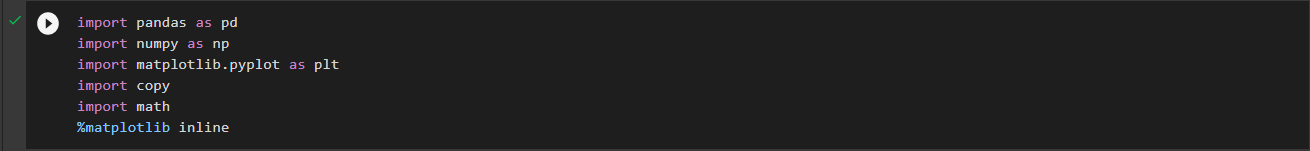 import pandas as pd
import numpy as np
import matplotlib.pyplot as plt
import copy
import math
%matplotlib inline